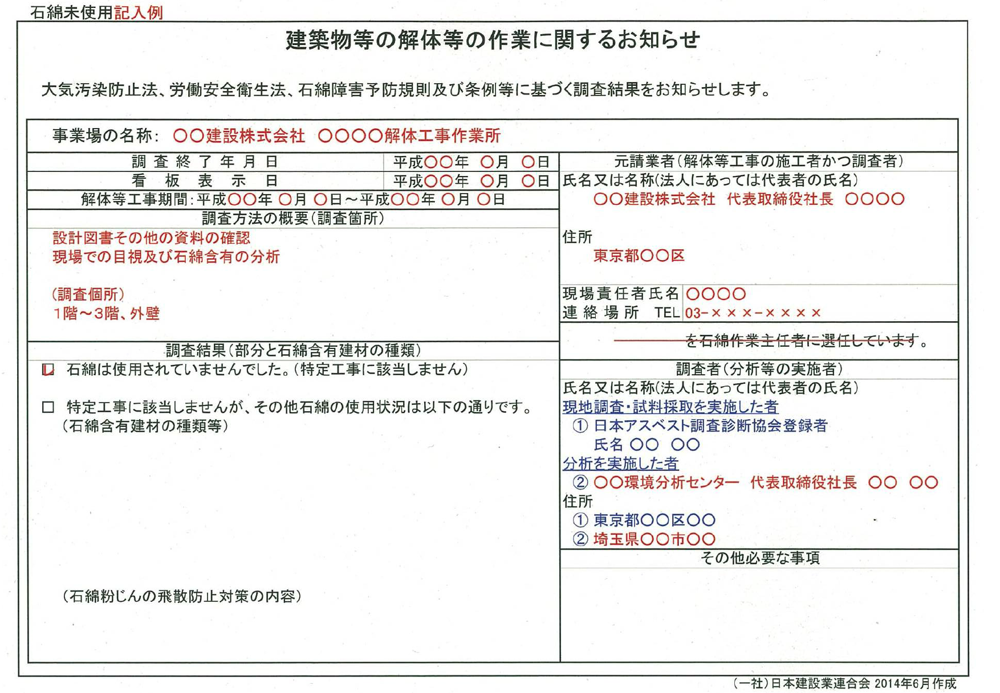 石綿未使用記入例
建築物等の解体等の作業に関するお知らせ
大気汚染防止法、労働安全衛生法、石綿障害予防規則及び条例等に基づく調査結果をお知らせします。
事業場の名称： 〇〇建設株式会社 〇〇〇〇解体工事作業所
調査終了年月日 平成〇〇年 〇月 〇日
看板表示日 平成〇〇年 〇月 〇日
解体等工事期間：平成〇〇年 〇月 〇日～平成〇〇年 〇月 〇日
調査方法の概要（調査箇所）
設計図書その他の資料の確認
現場での目視及び石綿含有の分析
（調査個所）
１階～３階、外壁
調査結果（部分と石綿含有建材の種類）
☑ 石綿は使用されていませんでした。（特定工事に該当しません）
□ 特定工事に該当しませんが、その他石綿の使用状況は以下の通りです。
（石綿含有建材の種類等）
（石綿粉じんの飛散防止対策の内容）
元請業者（解体等工事の施工者かつ調査者）
氏名又は名称(法人にあっては代表者の氏名)
〇〇建設株式会社 代表取締役社長 〇〇〇〇
住所
東京都〇〇区
現場責任者氏名 〇〇〇〇
連絡場所 TEL 03-×××-××××
を石綿作業主任者に選任しています。
調査者（分析等の実施者）
氏名又は名称(法人にあっては代表者の氏名)
現地調査・試料採取を実施した者
① 日本アスベスト調査診断協会登録者
氏名 〇〇 〇〇
分析を実施した者
② 〇〇環境分析センター 代表取締役社長 〇〇 〇〇
住所
① 東京都〇〇区〇〇
② 埼玉県〇〇市〇〇
その他必要な事項
（一社）日本建設業連合会 2014年6月作成